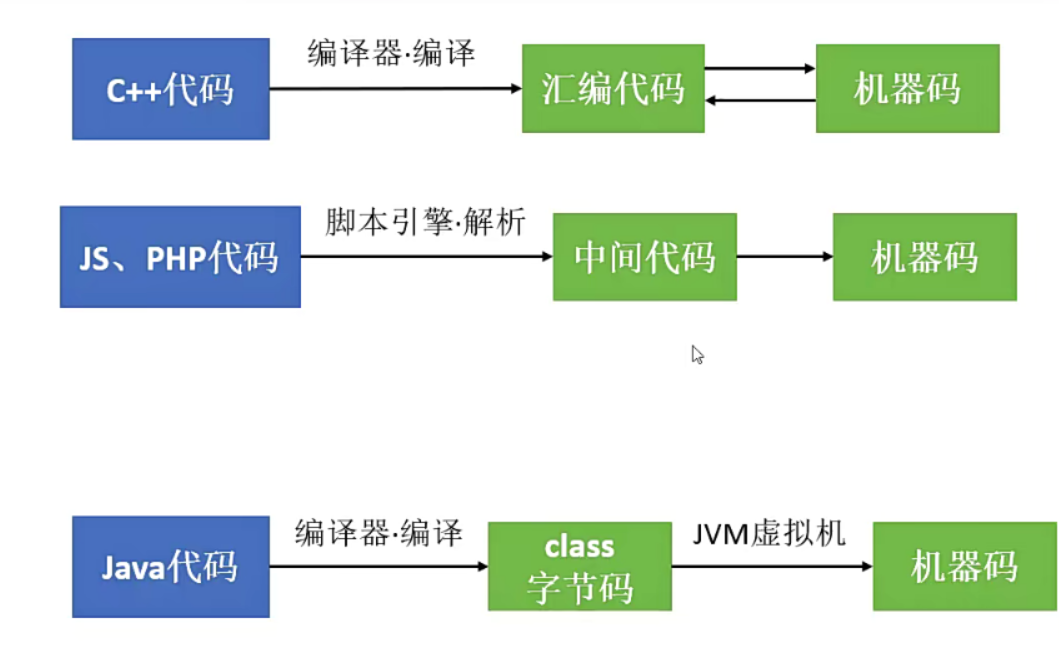 编译器·编译
C++代码
汇编代码
机器码
脚本引擎·解析
JS、PHP代码
中间代码
机器码
编译器·编译
JVM虚拟机
Java代码
class
字节码
机器码